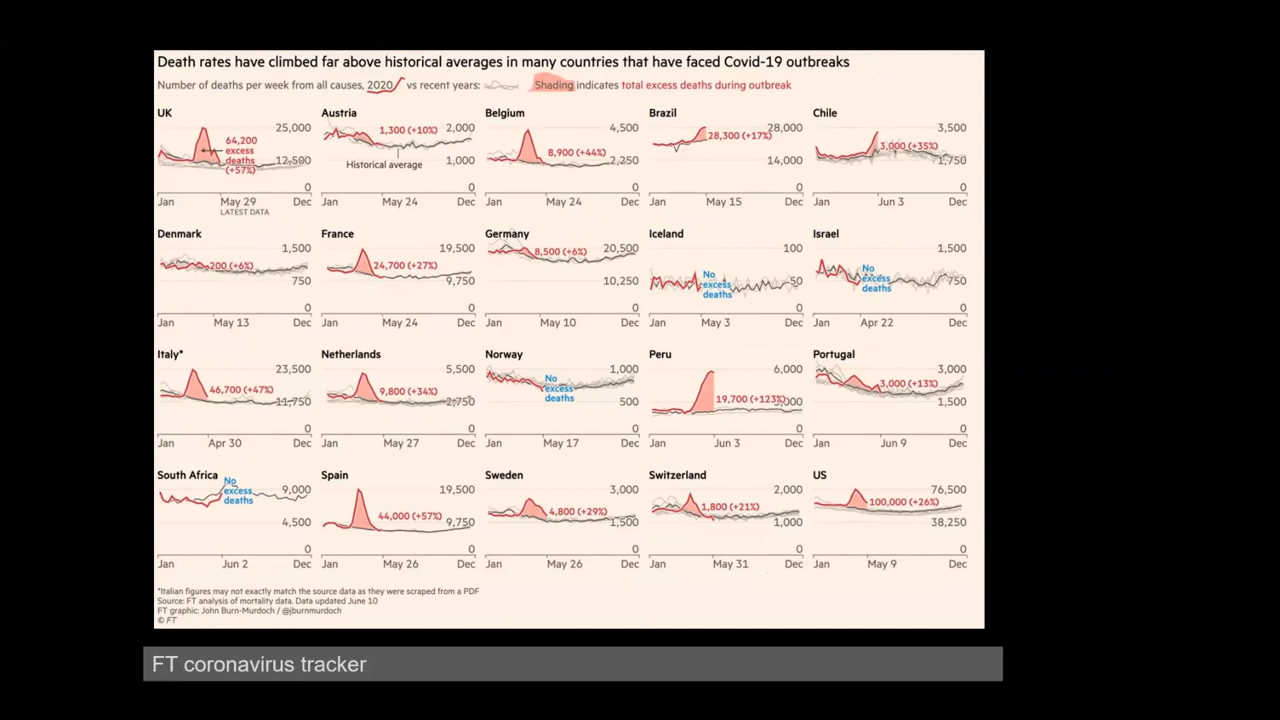 Death rates have climbed far above historical averages in many countries that have faced Covid-19 outbreaks
Number of deaths per week from all causes, 2020 vs recent years: Shading indicates total excess deaths during outbreak
UK
25,000
64,200
excess
deaths
(+57%)
12,500
0
Jan May 29 Dec
LATEST DATA
Austria
1,300 (+10%)
2,000
Historical average
1,000
0
Jan May 24 Dec
Belgium
4,500
8,900 (+44%)
2,250
0
Jan May 24 Dec
Brazil
28,000
28,300 (+17%)
14,000
0
Jan May 15 Dec
Chile
3,500
3,000 (+35%)
1,750
0
Jan Jun 3 Dec
Denmark
1,500
200 (+6%)
750
0
Jan May 13 Dec
France
19,500
24,700 (+27%)
9,750
0
Jan May 24 Dec
Germany
20,500
8,500 (+6%)
10,250
0
Jan May 10 Dec
Iceland
100
No
excess
deaths
50
0
Jan May 3 Dec
Israel
1,500
No
excess
deaths
750
0
Jan Apr 22 Dec
Italy*
23,500
46,700 (+47%)
11,750
0
Jan Apr 30 Dec
Netherlands
5,500
9,800 (+34%)
2,750
0
Jan May 27 Dec
Norway
1,000
No
excess
deaths
500
0
Jan May 17 Dec
Peru
6,000
19,700 (+123%)
3,000
0
Jan Jun 3 Dec
Portugal
3,000
3,000 (+13%)
1,500
0
Jan Jun 9 Dec
South Africa
No
excess
deaths
9,000
4,500
0
Jan Jun 2 Dec
Spain
19,500
44,000 (+57%)
9,750
0
Jan May 26 Dec
Sweden
3,000
4,800 (+29%)
1,500
0
Jan May 26 Dec
Switzerland
2,000
1,800 (+21%)
1,000
0
Jan May 31 Dec
US
76,500
100,000 (+26%)
38,250
0
Jan May 9 Dec
*Italian figures may not exactly match the source data as they were scraped from a PDF
Source: FT analysis of mortality data. Data updated June 10
FT graphic: John Burn-Murdoch / @jburnmurdoch
© FT
FT coronavirus tracker